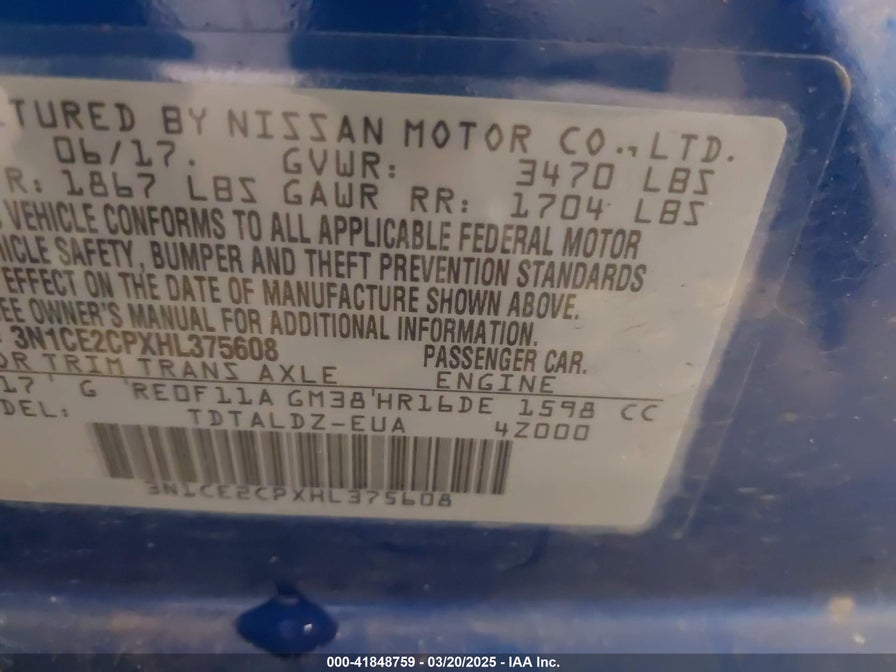 CTURED BY NISSAN MOTOR CO., LTD.
06/17. GVWR: 3470 LBS
R: 1867 LBS GAWR RR: 1704 LBS
VEHICLE CONFORMS TO ALL APPLICABLE FEDERAL MOTOR
HICLE SAFETY, BUMPER AND THEFT PREVENTION STANDARDS
EFFECT ON THE DATE OF MANUFACTURE SHOWN ABOVE.
EE OWNER'S MANUAL FOR ADDITIONAL INFORMATION.
3N1CE2CPXHL375608 PASSENGER CAR.
OR TRIM TRANS AXLE ENGINE
17 G RE0F11A GM38 HR16DE 1598 CC
DEL: TDTALDZ-EUA 4Z000
3N1CE2CPXHL375608
000-41848759 - 03/20/2025 - IAA Inc.